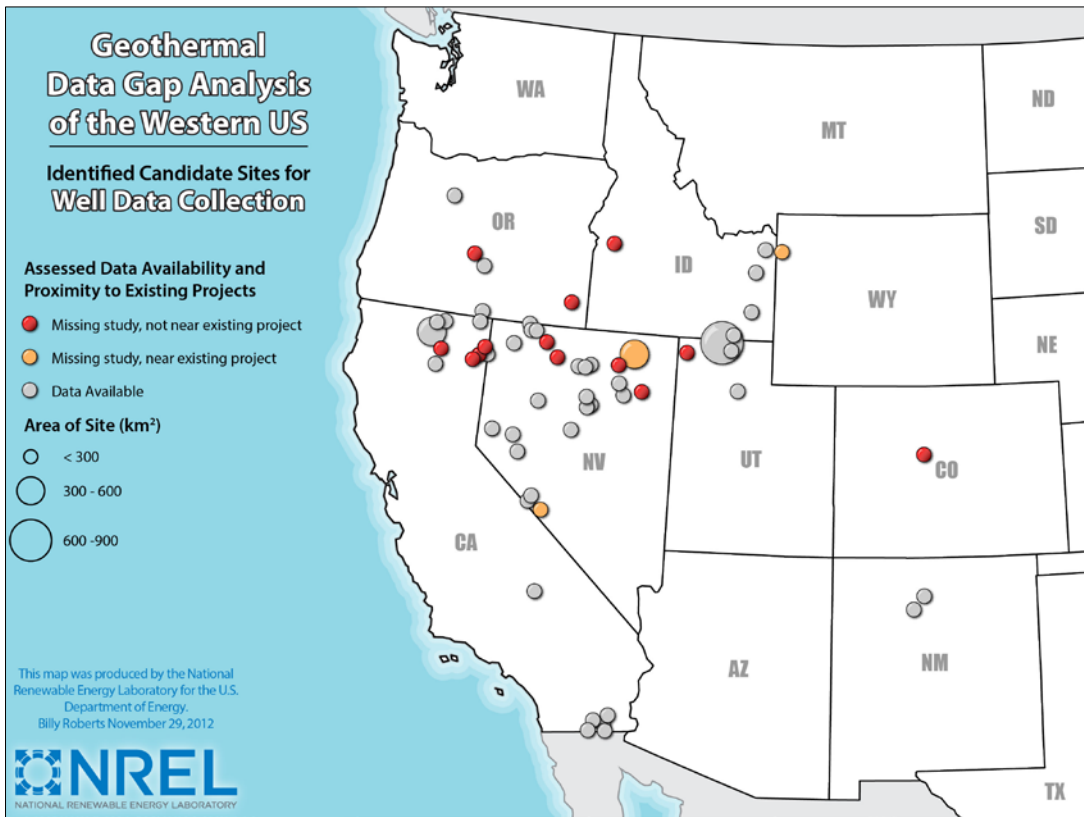 Geothermal
Data Gap Analysis
of the Western US
Identified Candidate Sites for
Well Data Collection
Assessed Data Availability and
Proximity to Existing Projects
Missing study, not near existing project
Missing study, near existing project
Data Available
Area of Site (km²)
< 300
300 - 600
600 -900
This map was produced by the National
Renewable Energy Laboratory for the U.S.
Department of Energy.
Billy Roberts November 29, 2012
NREL
NATIONAL RENEWABLE ENERGY LABORATORY
WA
MT
ND
OR
ID
SD
WY
NE
NV
UT
CO
CA
AZ
NM
TX